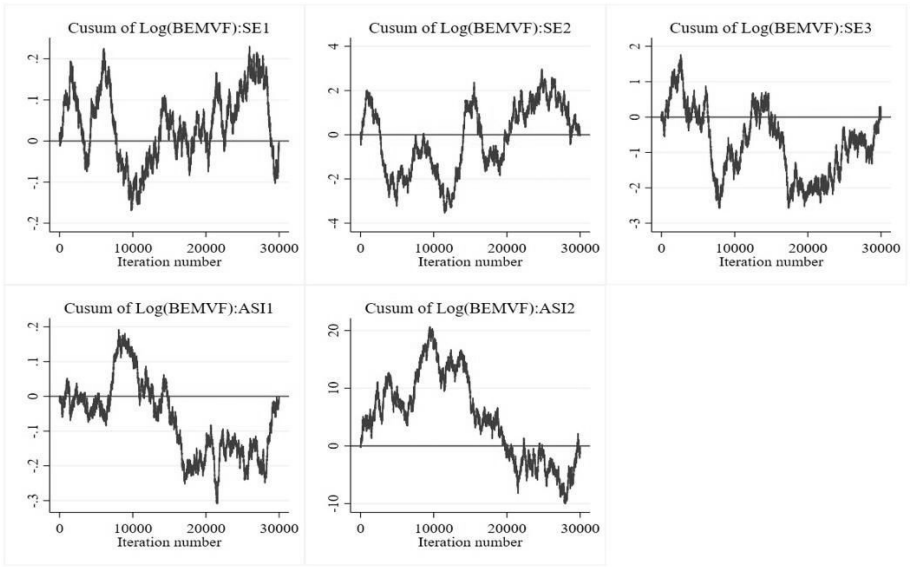 Cusum of Log(BEMVF):SE1
.2
.1
0
-.1
-.2
0 10000 20000 30000
Iteration number
Cusum of Log(BEMVF):SE2
4
2
0
-2
-4
0 10000 20000 30000
Iteration number
Cusum of Log(BEMVF):SE3
2
1
0
-1
-2
-3
0 10000 20000 30000
Iteration number
Cusum of Log(BEMVF):ASI1
.2
.1
0
-.1
-.2
-.3
0 10000 20000 30000
Iteration number
Cusum of Log(BEMVF):ASI2
20
10
0
-10
0 10000 20000 30000
Iteration number